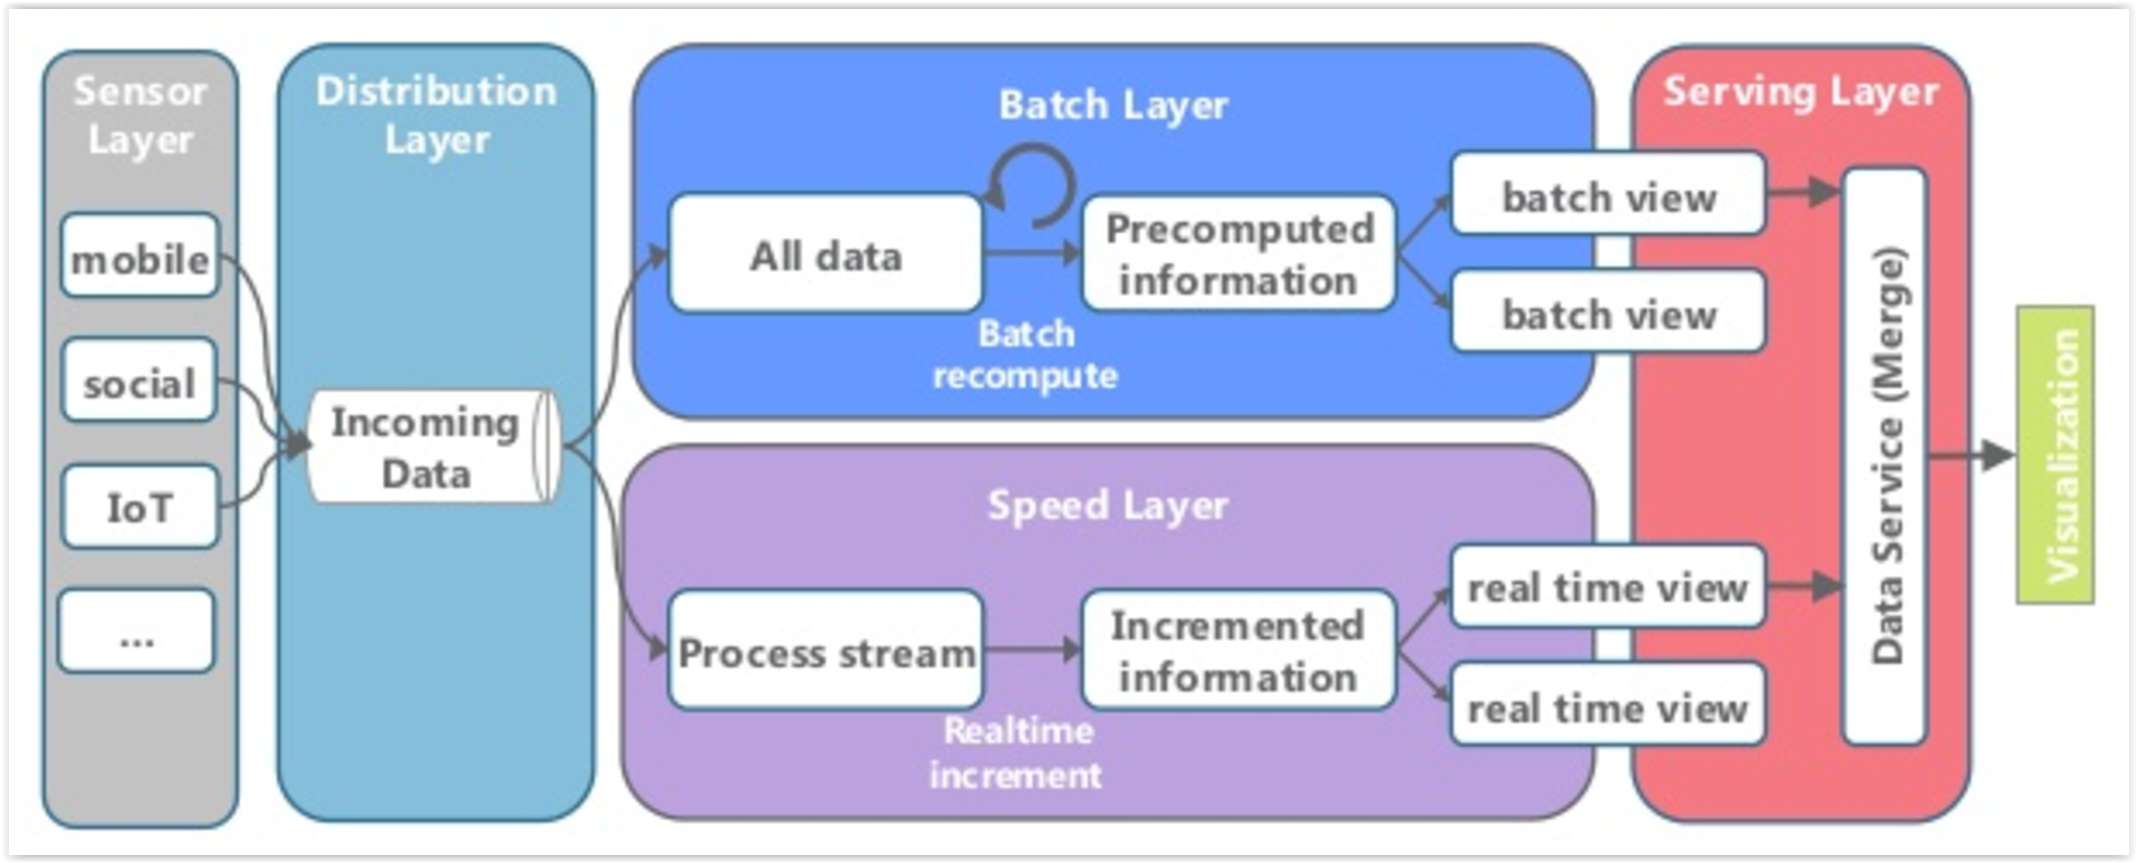 Sensor
Layer
mobile
social
IoT
...
Distribution
Layer
Incoming
Data
Batch Layer
All data
Precomputed
information
Batch
recompute
batch view
batch view
Speed Layer
Process stream
Incremented
information
Realtime
increment
real time view
real time view
Serving Layer
Data Service (Merge)
Visualization